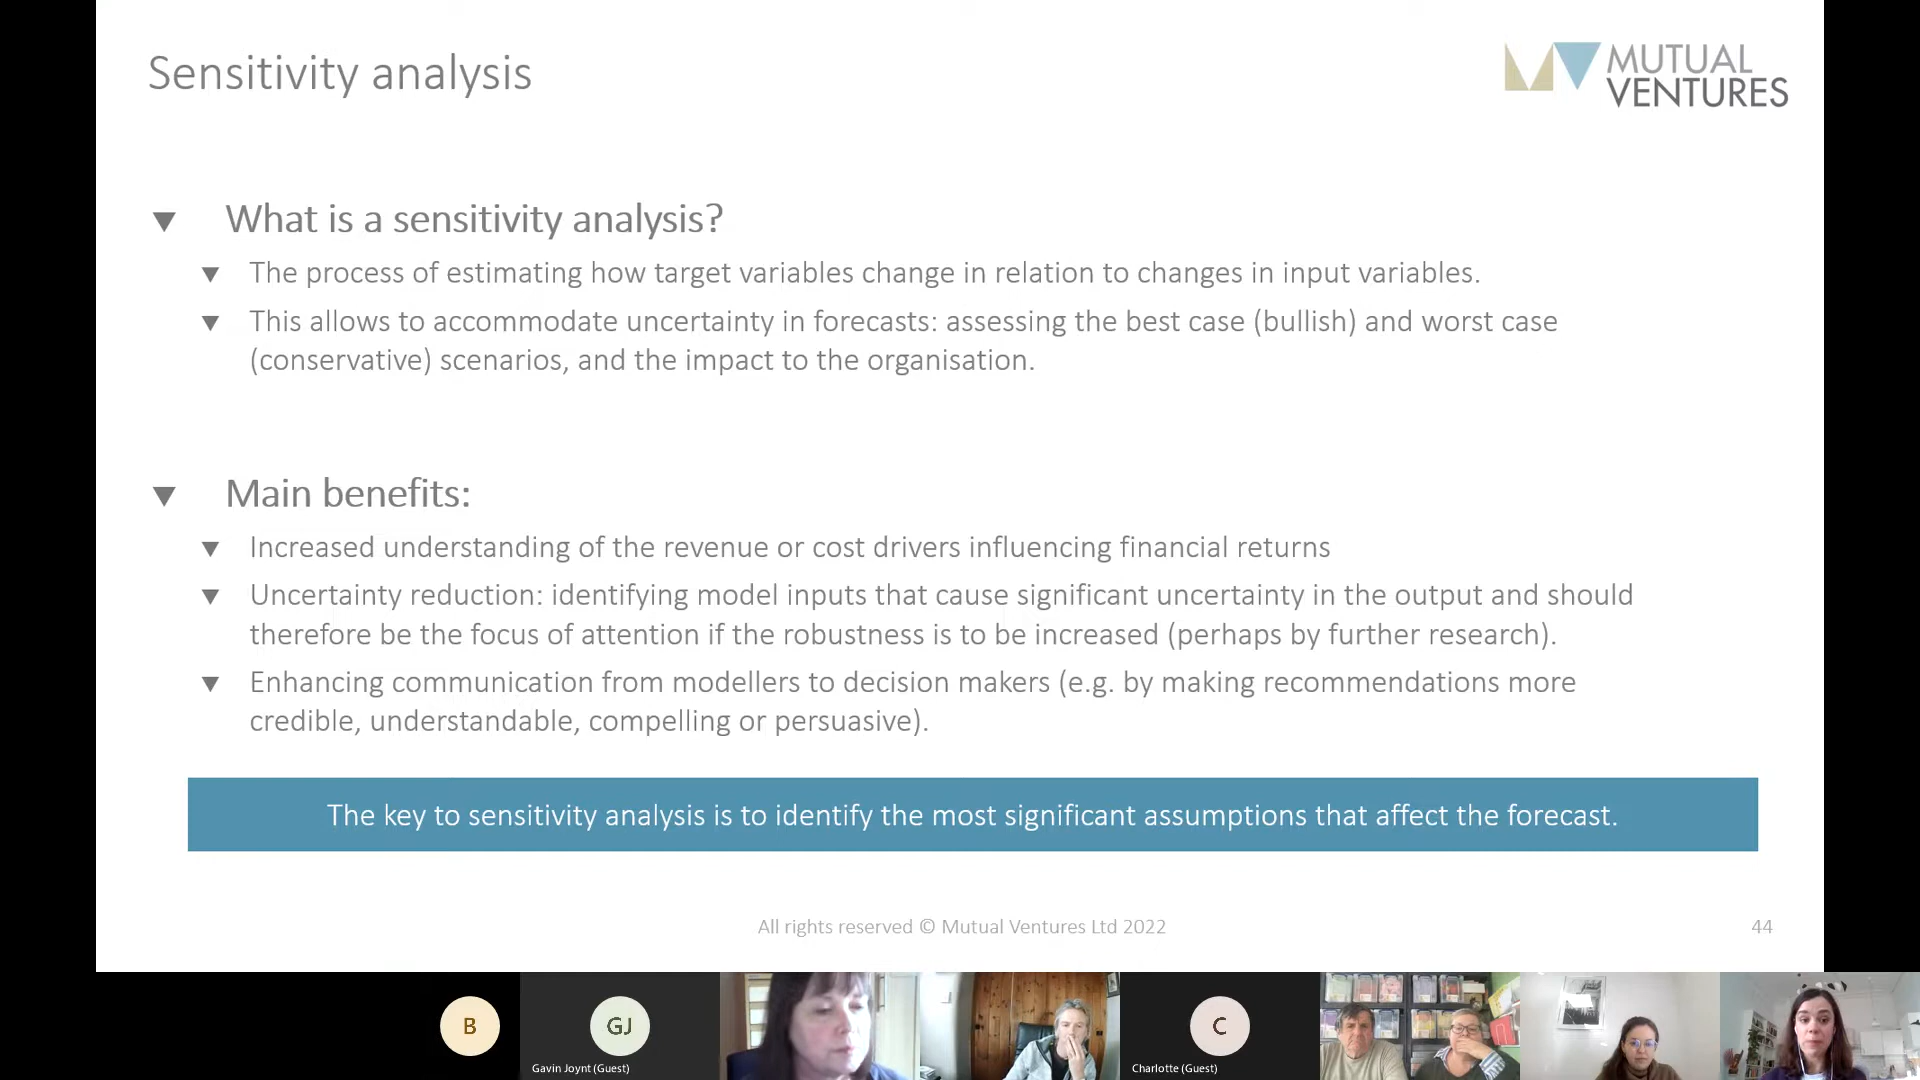 Sensitivity analysis
MUTUAL
VENTURES
What is a sensitivity analysis?
The process of estimating how target variables change in relation to changes in input variables.
This allows to accommodate uncertainty in forecasts: assessing the best case (bullish) and worst case
(conservative) scenarios, and the impact to the organisation.
Main benefits:
Increased understanding of the revenue or cost drivers influencing financial returns
Uncertainty reduction: identifying model inputs that cause significant uncertainty in the output and should
therefore be the focus of attention if the robustness is to be increased (perhaps by further research).
Enhancing communication from modellers to decision makers (e.g. by making recommendations more
credible, understandable, compelling or persuasive).
The key to sensitivity analysis is to identify the most significant assumptions that affect the forecast.
All rights reserved © Mutual Ventures Ltd 2022
44
B
GJ
Gavin Joynt (Guest)
C
Charlotte (Guest)